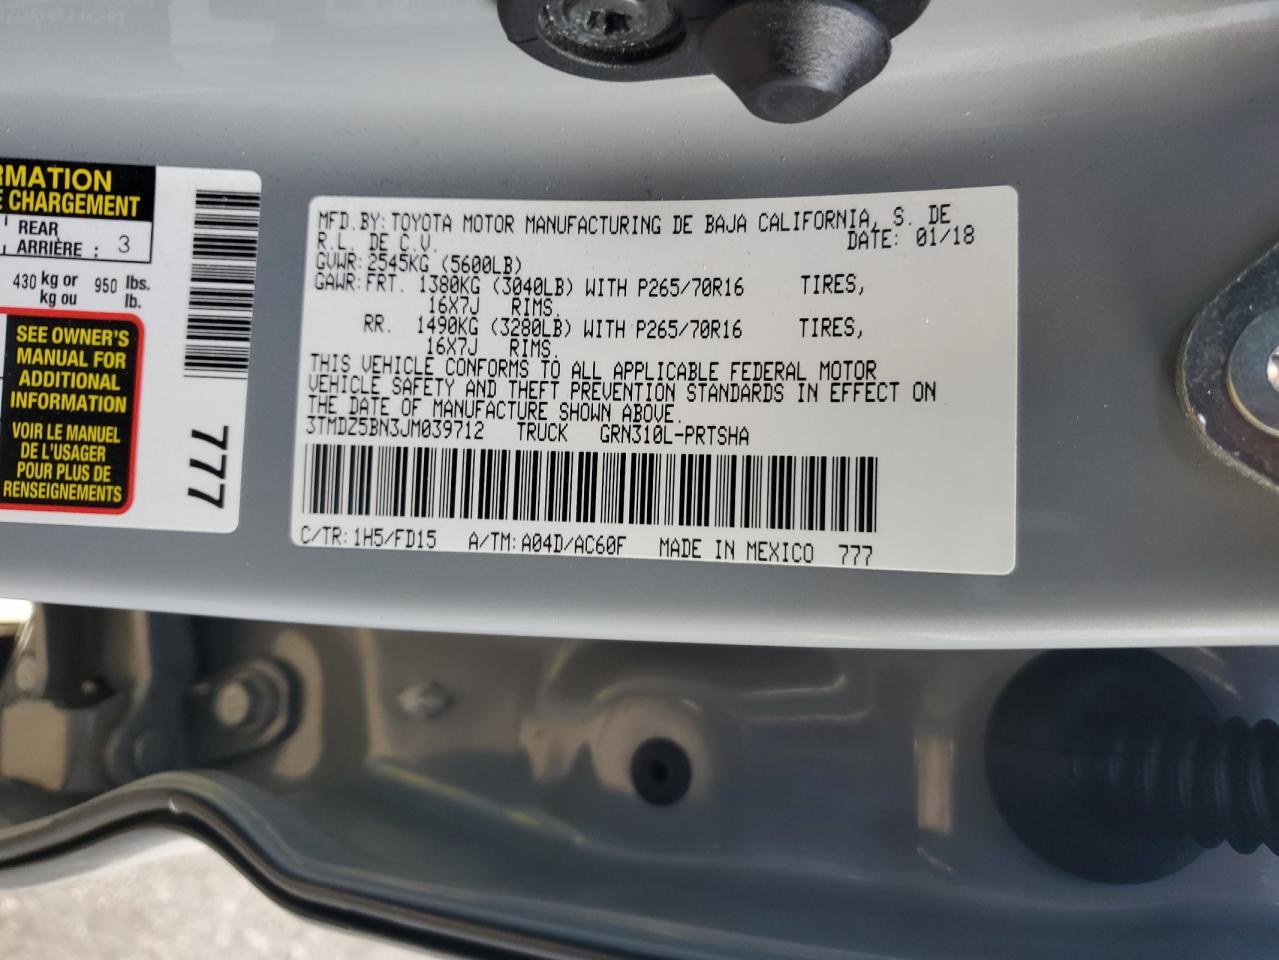 RMATION
E CHARGEMENT
REAR
ARRIÈRE : 3
430 kg or 950 lbs.
kg ou lb.
SEE OWNER'S
MANUAL FOR
ADDITIONAL
INFORMATION
VOIR LE MANUEL
DE L'USAGER
POUR PLUS DE
RENSEIGNEMENTS
777
MFD.BY:TOYOTA MOTOR MANUFACTURING DE BAJA CALIFORNIA, S. DE
R.L. DE C.V. DATE: 01/18
GVWR:2545KG (5600LB)
GAWR:FRT. 1380KG (3040LB) WITH P265/70R16 TIRES,
16X7J RIMS.
RR. 1490KG (3280LB) WITH P265/70R16 TIRES,
16X7J RIMS.
THIS VEHICLE CONFORMS TO ALL APPLICABLE FEDERAL MOTOR
VEHICLE SAFETY AND THEFT PREVENTION STANDARDS IN EFFECT ON
THE DATE OF MANUFACTURE SHOWN ABOVE.
3TMDZ5BN3JM039712 TRUCK GRN310L-PRTSHA
C/TR:1H5/FD15 A/TM:A04D/AC60F MADE IN MEXICO 777